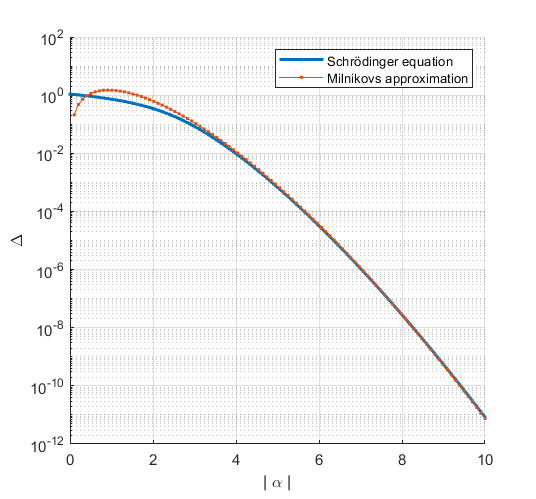 10²
Schrödinger equation
Milnikovs approximation
10⁰
10⁻²
10⁻⁴
Δ
10⁻⁶
10⁻⁸
10⁻¹⁰
10⁻¹²
0 2 4 6 8 10
| α |